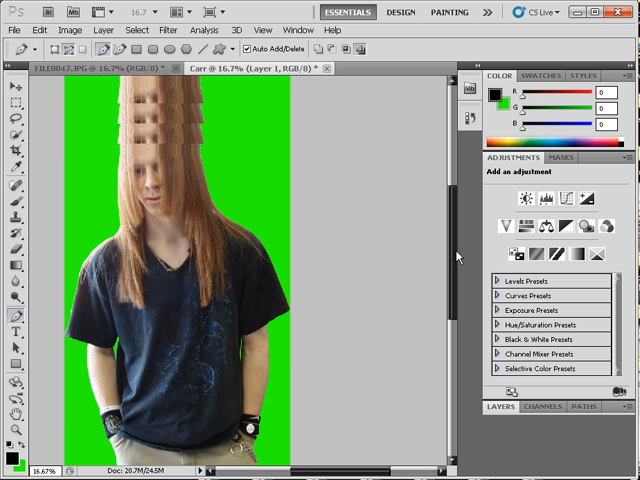 Ps Br Mb 16.7 ESSENTIALS DESIGN PAINTING CS Live
File Edit Image Layer Select Filter Analysis 3D View Window Help
Auto Add/Delete
FILE0047.JPG @ 16.7% (RGB/8) * Carr @ 16.7% (Layer 1, RGB/8) *
Mb
COLOR SWATCHES STYLES
R 0
G 0
B 0
ADJUSTMENTS MASKS
Add an adjustment
Levels Presets
Curves Presets
Exposure Presets
Hue/Saturation Presets
Black & White Presets
Channel Mixer Presets
Selective Color Presets
LAYERS CHANNELS PATHS
16.67% Doc: 20.7M/24.5M